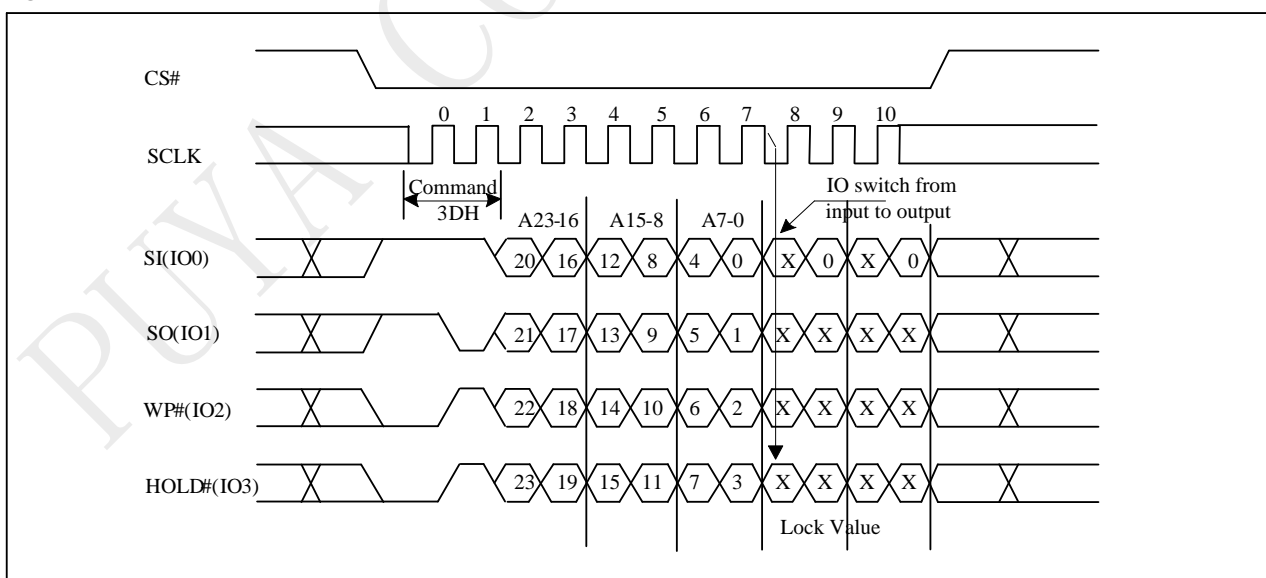 PUYA CO
CS#
0 1 2 3 4 5 6 7 8 9 10
SCLK
Command
3DH
IO switch from
input to output
A23-16 A15-8 A7-0
SI(IO0) 20 16 12 8 4 0 X 0 X 0
SO(IO1) 21 17 13 9 5 1 X X X X
WP#(IO2) 22 18 14 10 6 2 X X X X
HOLD#(IO3) 23 19 15 11 7 3 X X X X
Lock Value